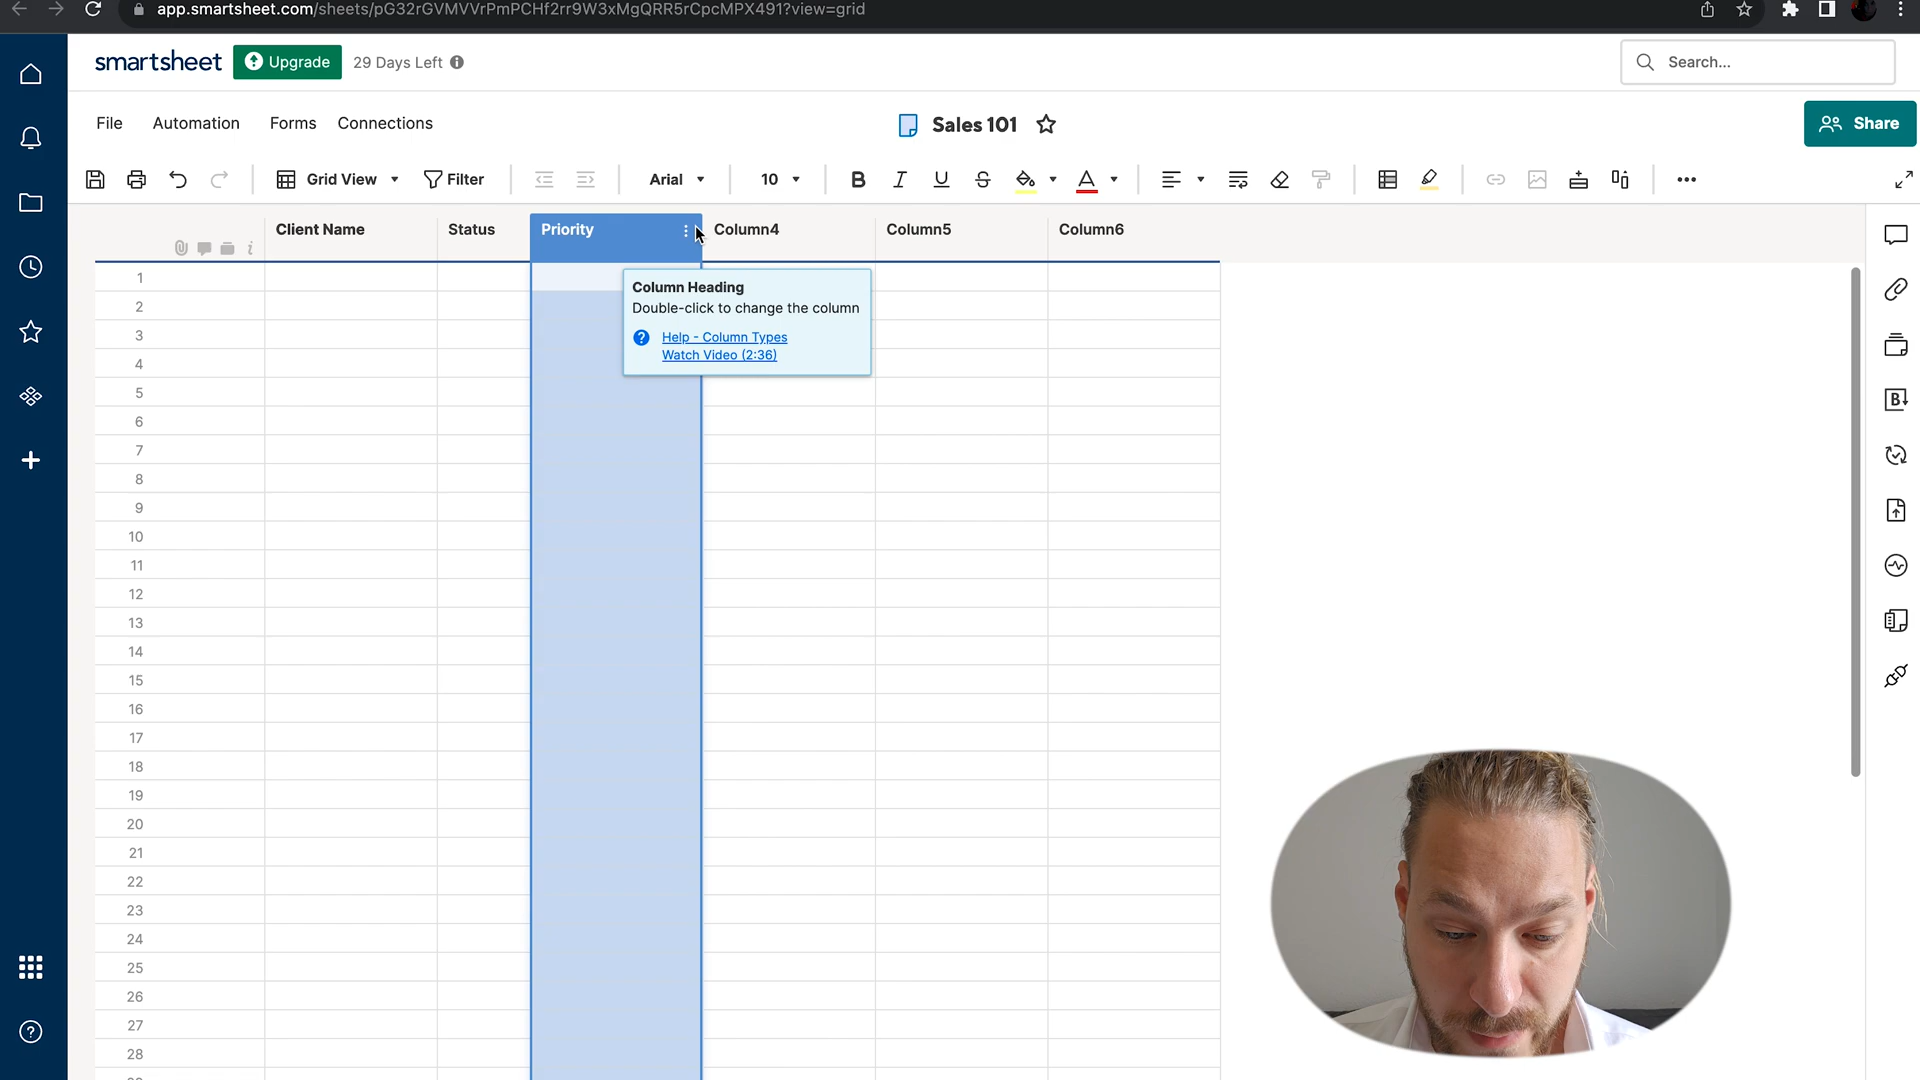 app.smartsheet.com/sheets/pG32rGVMVVrPmPCHf2rr9W3xMgQRR5rCpcMPX491?view=grid
smartsheet
Upgrade
29 Days Left
Search...
File
Automation
Forms
Connections
Sales 101
Share
Grid View
Filter
Arial
10
Client Name
Status
Priority
Column4
Column5
Column6
Column Heading
Double-click to change the column
Help - Column Types
Watch Video (2:36)
1
2
3
4
5
6
7
8
9
10
11
12
13
14
15
16
17
18
19
20
21
22
23
24
25
26
27
28